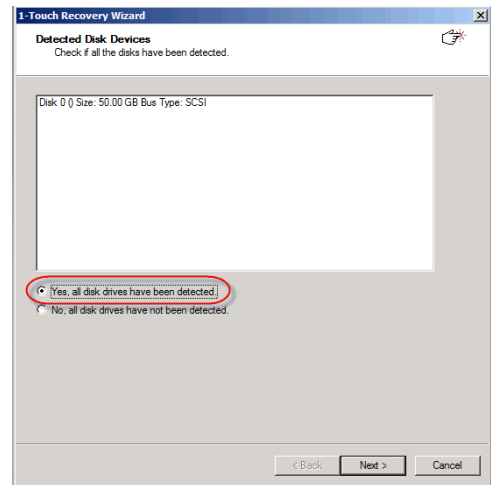 1-Touch Recovery Wizard
Detected Disk Devices
Check if all the disks have been detected.
Disk 0 () Size: 50.00 GB Bus Type: SCSI
Yes, all disk drives have been detected.
No, all disk drives have not been detected.
< Back Next > Cancel